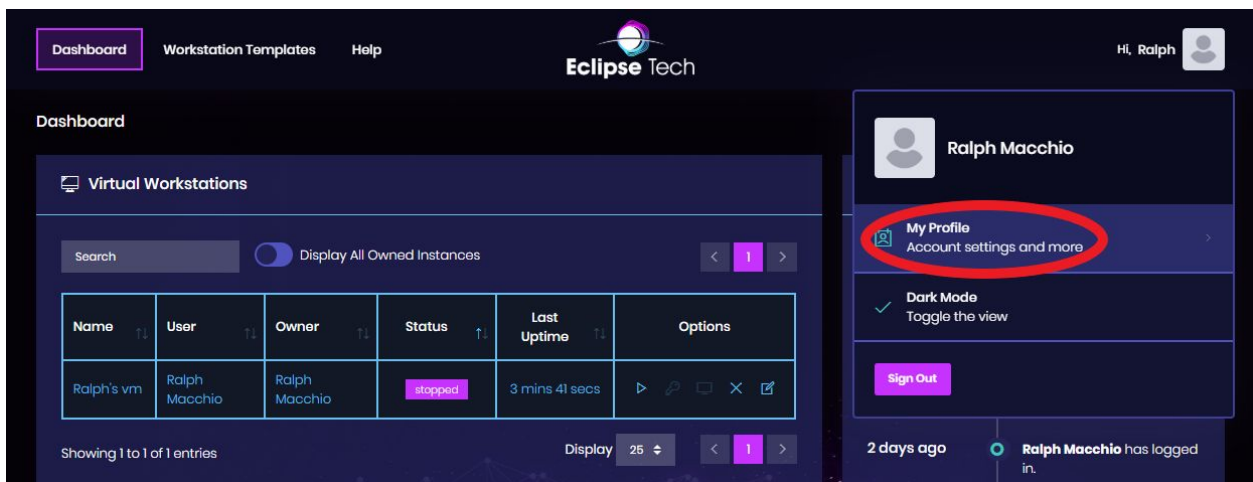 Dashboard Workstation Templates Help
Eclipse Tech
Hi, Ralph
Dashboard
Virtual Workstations
Search Display All Owned Instances < 1 >
Name User Owner Status Last Uptime Options
Ralph's vm Ralph Macchio Ralph Macchio stopped 3 mins 41 secs
Showing 1 to 1 of 1 entries Display 25 < 1 >
Ralph Macchio
My Profile
Account settings and more
Dark Mode
Toggle the view
Sign Out
2 days ago Ralph Macchio has logged
in.